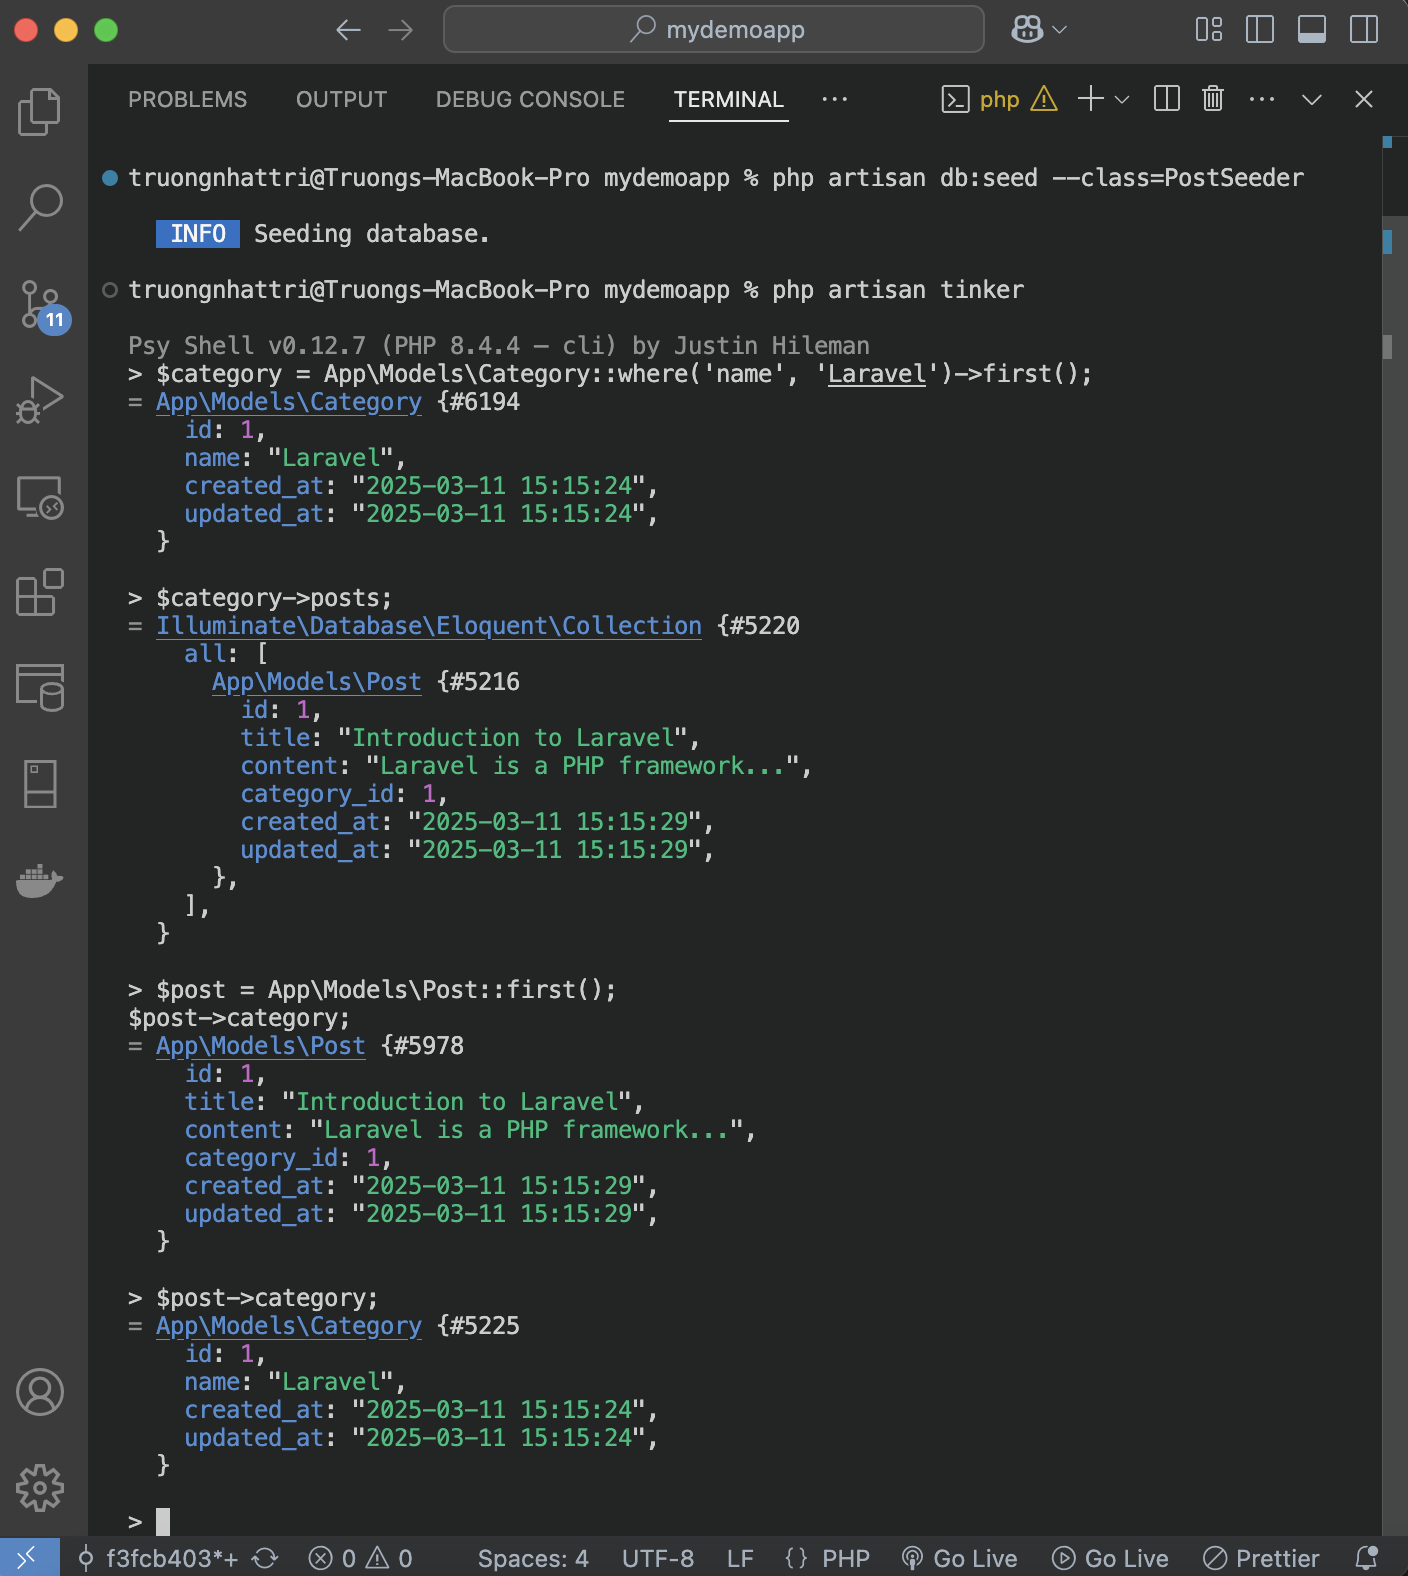 mydemoapp
PROBLEMS OUTPUT DEBUG CONSOLE TERMINAL ... php
truongnhattri@Truongs-MacBook-Pro mydemoapp % php artisan db:seed --class=PostSeeder
INFO Seeding database.
truongnhattri@Truongs-MacBook-Pro mydemoapp % php artisan tinker
11
Psy Shell v0.12.7 (PHP 8.4.4 — cli) by Justin Hileman
> $category = App\Models\Category::where('name', 'Laravel')->first();
= App\Models\Category {#6194
id: 1,
name: "Laravel",
created_at: "2025-03-11 15:15:24",
updated_at: "2025-03-11 15:15:24",
}
> $category->posts;
= Illuminate\Database\Eloquent\Collection {#5220
all: [
App\Models\Post {#5216
id: 1,
title: "Introduction to Laravel",
content: "Laravel is a PHP framework...",
category_id: 1,
created_at: "2025-03-11 15:15:29",
updated_at: "2025-03-11 15:15:29",
},
],
}
> $post = App\Models\Post::first();
$post->category;
= App\Models\Post {#5978
id: 1,
title: "Introduction to Laravel",
content: "Laravel is a PHP framework...",
category_id: 1,
created_at: "2025-03-11 15:15:29",
updated_at: "2025-03-11 15:15:29",
}
> $post->category;
= App\Models\Category {#5225
id: 1,
name: "Laravel",
created_at: "2025-03-11 15:15:24",
updated_at: "2025-03-11 15:15:24",
}
>
f3fcb403*+ 0 0 Spaces: 4 UTF-8 LF {} PHP Go Live Go Live Prettier